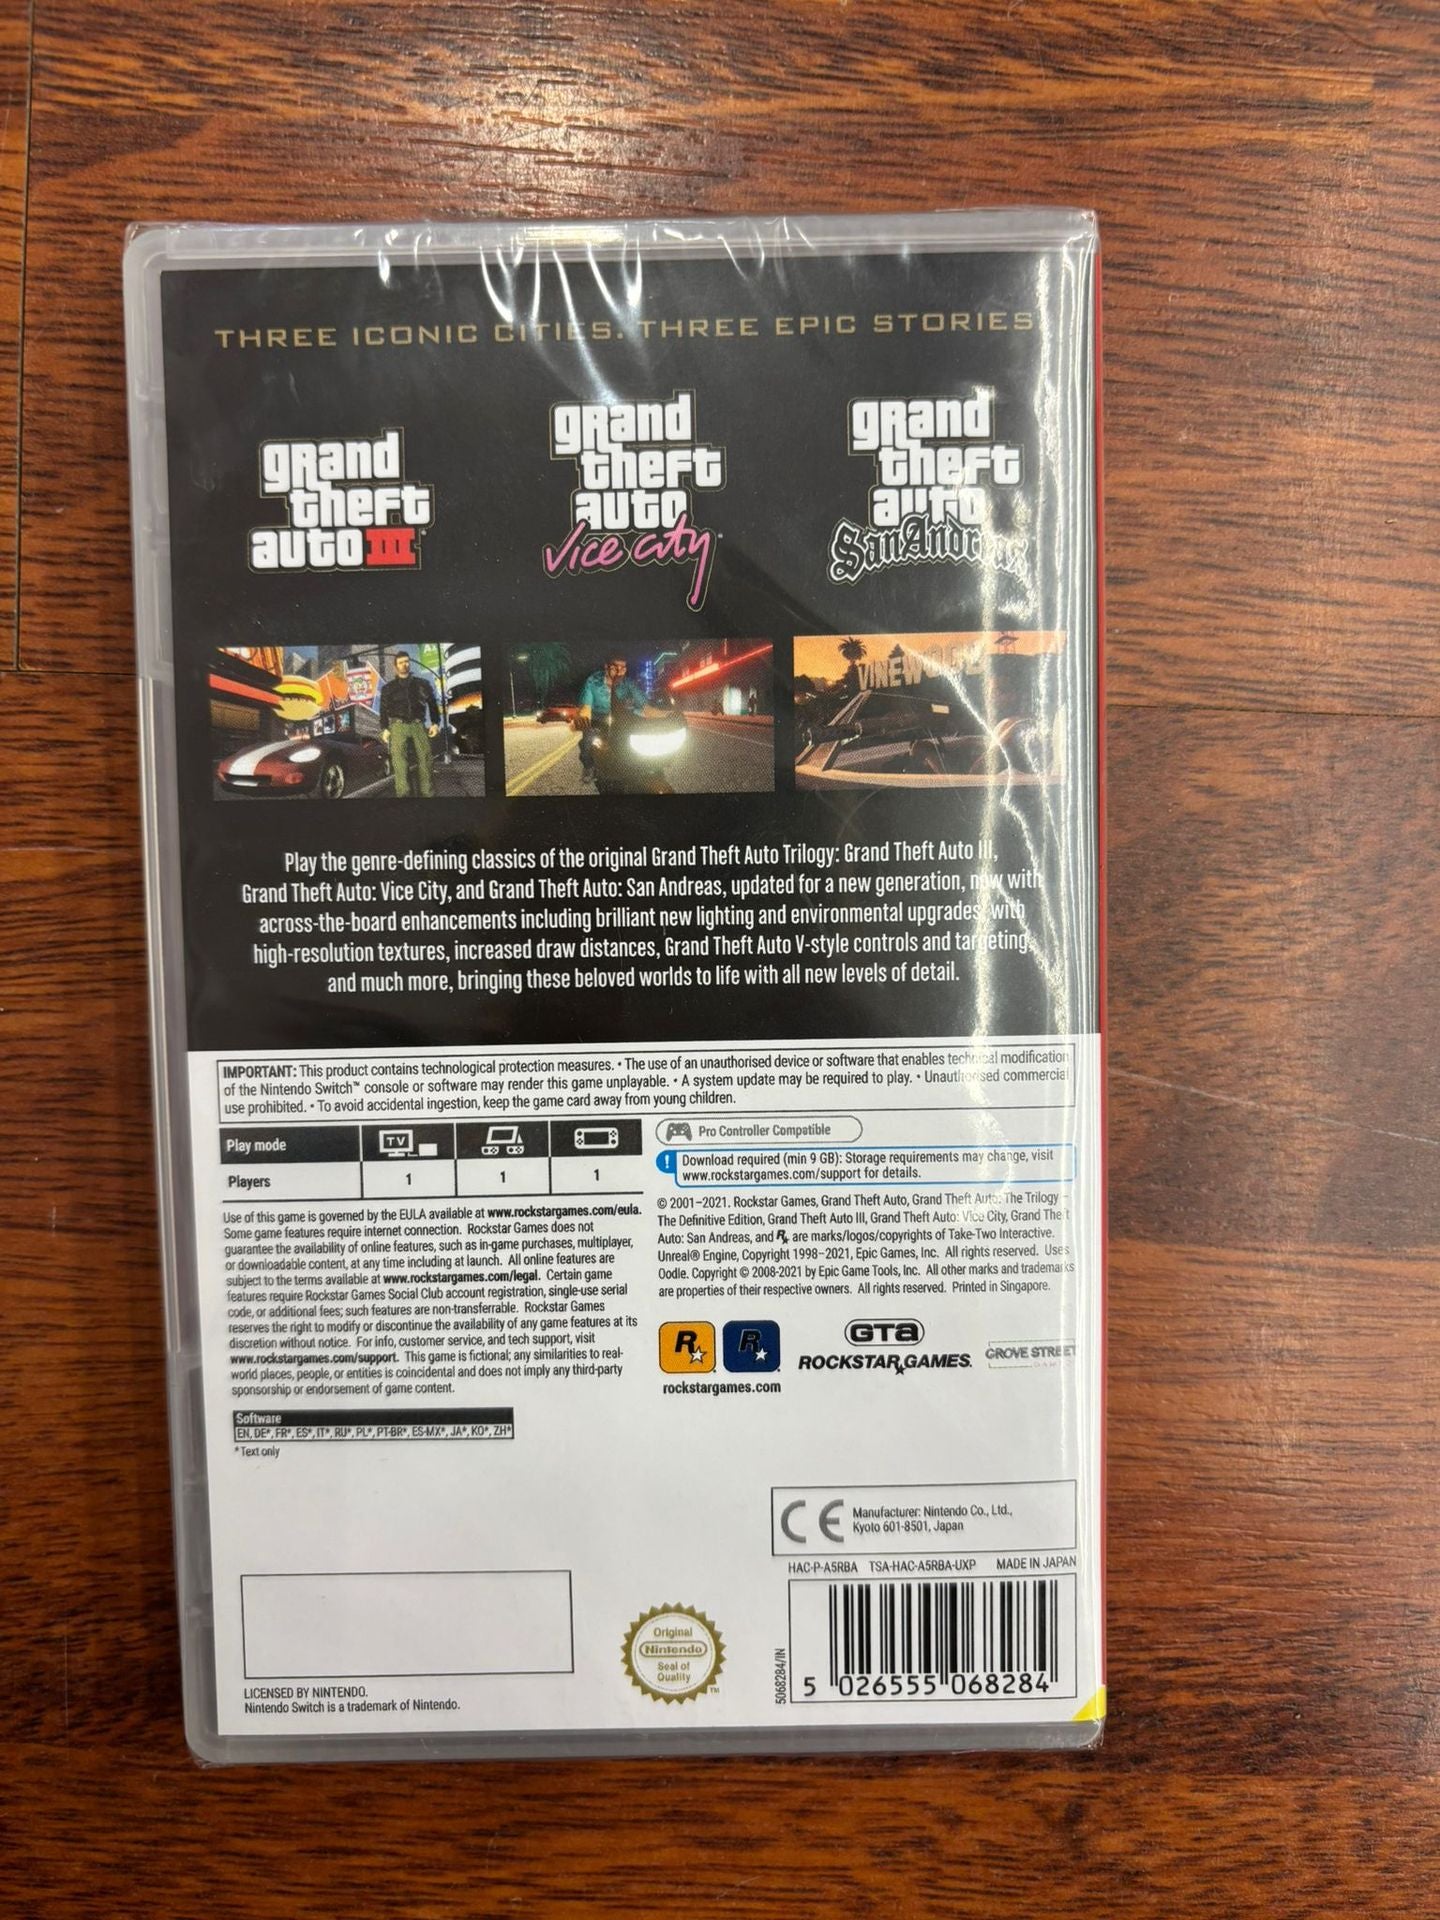 THREE ICONIC CITIES. THREE EPIC STORIES
grand
theft
auto III
grand
theft
auto
Vice City
grand
theft
auto
San Andreas
VINEWOOD
Play the genre-defining classics of the original Grand Theft Auto Trilogy: Grand Theft Auto III,
Grand Theft Auto: Vice City, and Grand Theft Auto: San Andreas, updated for a new generation, now with
across-the-board enhancements including brilliant new lighting and environmental upgrades, with
high-resolution textures, increased draw distances, Grand Theft Auto V-style controls and targeting,
and much more, bringing these beloved worlds to life with all new levels of detail.
IMPORTANT: This product contains technological protection measures. • The use of an unauthorised device or software that enables technical modification
of the Nintendo Switch™ console or software may render this game unplayable. • A system update may be required to play. • Unauthorised commercial
use prohibited. • To avoid accidental ingestion, keep the game card away from young children.
Play mode TV
Players 1 1 1
Pro Controller Compatible
! Download required (min 9 GB): Storage requirements may change, visit
www.rockstargames.com/support for details.
Use of this game is governed by the EULA available at www.rockstargames.com/eula.
Some game features require internet connection. Rockstar Games does not
guarantee the availability of online features, such as in-game purchases, multiplayer,
or downloadable content, at any time including at launch. All online features are
subject to the terms available at www.rockstargames.com/legal. Certain game
features require Rockstar Games Social Club account registration, single-use serial
code, or additional fees; such features are non-transferrable. Rockstar Games
reserves the right to modify or discontinue the availability of any game features at its
discretion without notice. For info, customer service, and tech support, visit
www.rockstargames.com/support. This game is fictional; any similarities to real-
world places, people, or entities is coincidental and does not imply any third-party
sponsorship or endorsement of game content.
© 2001-2021. Rockstar Games, Grand Theft Auto, Grand Theft Auto: The Trilogy –
The Definitive Edition, Grand Theft Auto III, Grand Theft Auto: Vice City, Grand Theft
Auto: San Andreas, and R★ are marks/logos/copyrights of Take-Two Interactive.
Unreal® Engine, Copyright 1998-2021, Epic Games, Inc. All rights reserved. Uses
Oodle. Copyright © 2008-2021 by Epic Game Tools, Inc. All other marks and trademarks
are properties of their respective owners. All rights reserved. Printed in Singapore.
R★ R★
rockstargames.com
GTA
ROCKSTAR GAMES.
GROVE STREET
GAMES
Software
EN, DE*, FR*, ES*, IT*, RU*, PL*, PT-BR*, ES-MX*, JA*, KO*, ZH*
*Text only
CE Manufacturer: Nintendo Co., Ltd.,
Kyoto 601-8501, Japan
HAC-P-A5RBA TSA-HAC-A5RBA-UXP MADE IN JAPAN
Original
Nintendo
Seal of
Quality
TM
5068284/IN
5 026555 068284
LICENSED BY NINTENDO.
Nintendo Switch is a trademark of Nintendo.